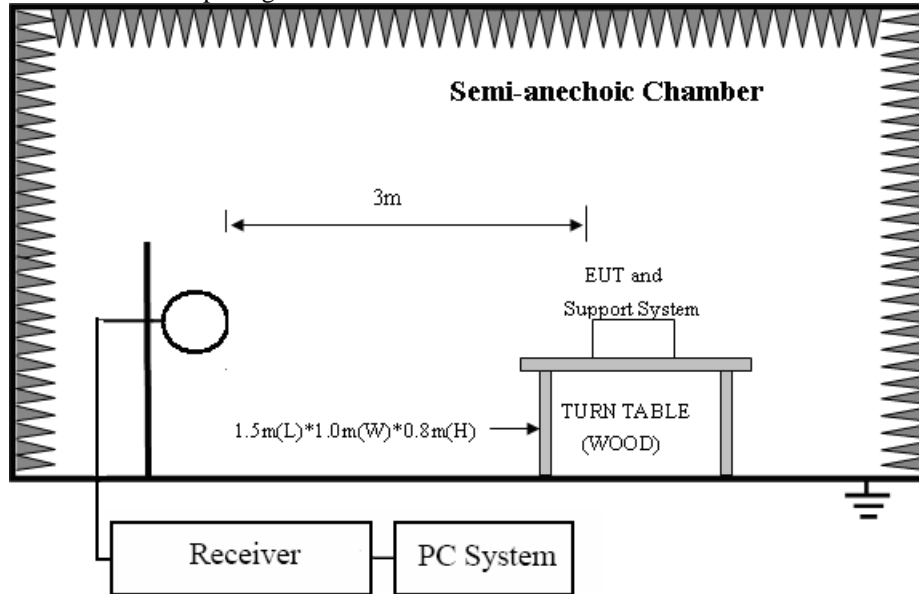 Semi-anechoic Chamber
3m
EUT and
Support System
1.5m(L)*1.0m(W)*0.8m(H)
TURN TABLE
(WOOD)
Receiver
PC System